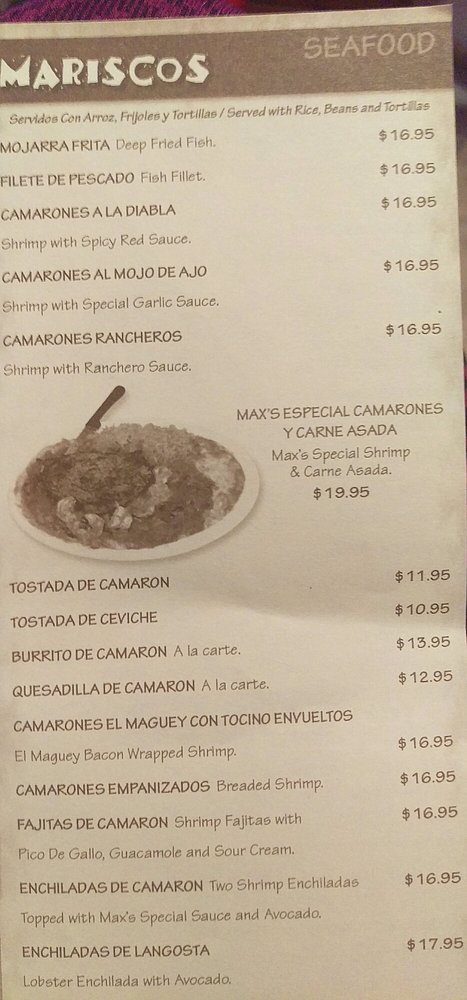 SEAFOOD
MARISCOS
Servidos Con Arroz, Frijoles y Tortillas / Served with Rice, Beans and Tortillas
MOJARRA FRITA Deep Fried Fish. $16.95
FILETE DE PESCADO Fish Fillet. $16.95
CAMARONES A LA DIABLA $16.95
Shrimp with Spicy Red Sauce.
CAMARONES AL MOJO DE AJO $16.95
Shrimp with Special Garlic Sauce.
CAMARONES RANCHEROS $16.95
Shrimp with Ranchero Sauce.
MAX'S ESPECIAL CAMARONES
Y CARNE ASADA
Max's Special Shrimp
& Carne Asada.
$19.95
TOSTADA DE CAMARON $11.95
TOSTADA DE CEVICHE $10.95
BURRITO DE CAMARON A la carte. $13.95
QUESADILLA DE CAMARON A la carte. $12.95
CAMARONES EL MAGUEY CON TOCINO ENVUELTOS
El Maguey Bacon Wrapped Shrimp. $16.95
CAMARONES EMPANIZADOS Breaded Shrimp. $16.95
FAJITAS DE CAMARON Shrimp Fajitas with $16.95
Pico De Gallo, Guacamole and Sour Cream.
ENCHILADAS DE CAMARON Two Shrimp Enchiladas $16.95
Topped with Max's Special Sauce and Avocado.
ENCHILADAS DE LANGOSTA $17.95
Lobster Enchilada with Avocado.